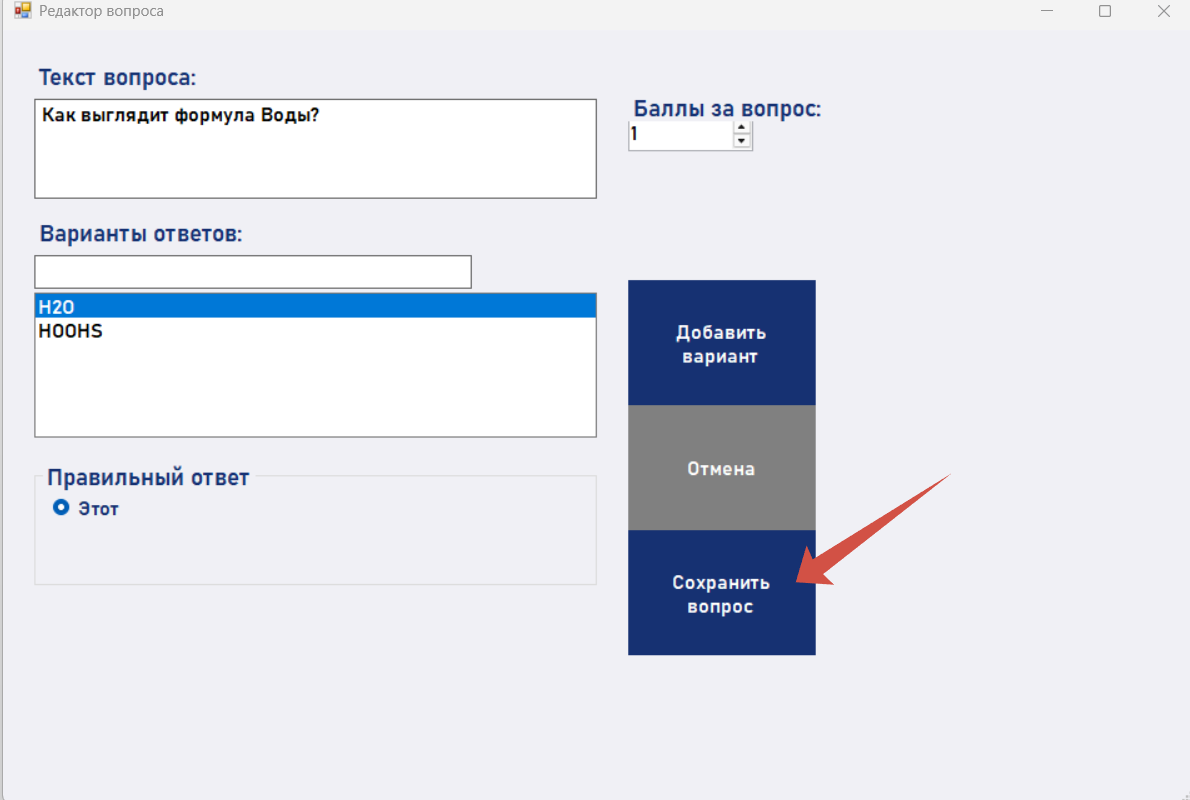 Редактор вопроса
Текст вопроса:
Как выглядит формула Воды?
Баллы за вопрос:
1
Варианты ответов:
H2O
HOOHS
Добавить
вариант
Отмена
Правильный ответ
Этот
Сохранить
вопрос